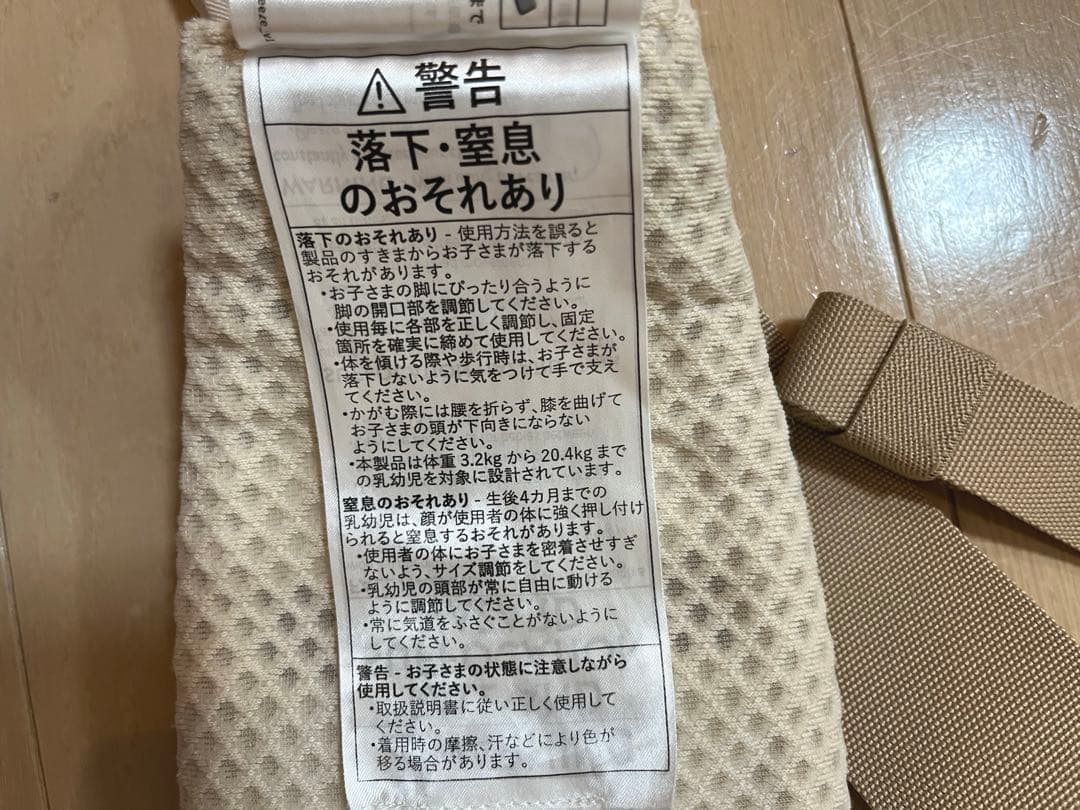 eeze_v1
まで
警告
落下・窒息
のおそれあり
落下のおそれあり - 使用方法を誤ると
製品のすきまからお子さまが落下する
おそれがあります。
・お子さまの脚にぴったり合うように
脚の開口部を調節してください。
・使用毎に各部を正しく調節し、固定
箇所を確実に締めて使用してください。
・体を傾ける際や歩行時は、お子さまが
落下しないように気をつけて手で支え
てください。
・かがむ際には腰を折らず、膝を曲げて
お子さまの頭が下向きにならない
ようにしてください。
・本製品は体重 3.2kg から 20.4kg まで
の乳幼児を対象に設計されています。
窒息のおそれあり - 生後4カ月までの
乳幼児は、顔が使用者の体に強く押し付け
られると窒息するおそれがあります。
・使用者の体にお子さまを密着させすぎ
ないよう、サイズ調節をしてください。
・乳幼児の頭部が常に自由に動ける
ように調節してください。
・常に気道をふさぐことがないように
してください。
警告 - お子さまの状態に注意しながら
使用してください。
・取扱説明書に従い正しく使用して
ください。
・着用時の摩擦、汗などにより色が
移る場合があります。